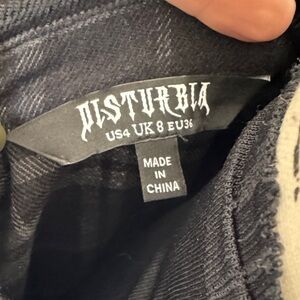 DISTURBIA
US4 UK 8 EU36
MADE
IN
CHINA